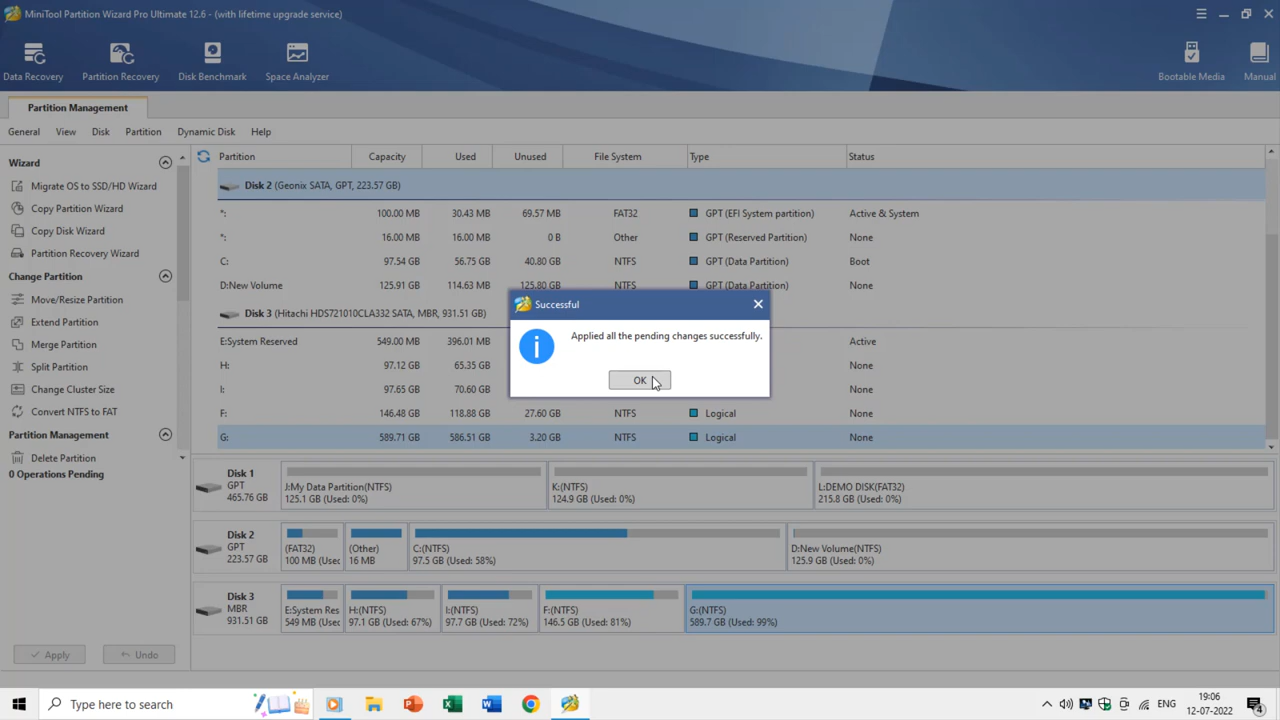 MiniTool Partition Wizard Pro Ultimate 12.6 - (with lifetime upgrade service)
Data Recovery
Partition Recovery
Disk Benchmark
Space Analyzer
Bootable Media
Manual
Partition Management
General View Disk Partition Dynamic Disk Help
Wizard
Migrate OS to SSD/HD Wizard
Copy Partition Wizard
Copy Disk Wizard
Partition Recovery Wizard
Change Partition
Move/Resize Partition
Extend Partition
Merge Partition
Split Partition
Change Cluster Size
Convert NTFS to FAT
Partition Management
Delete Partition
0 Operations Pending
Apply Undo
Partition Capacity Used Unused File System Type Status
Disk 2 (Geonix SATA, GPT, 223.57 GB)
*: 100.00 MB 30.43 MB 69.57 MB FAT32 GPT (EFI System partition) Active & System
*: 16.00 MB 16.00 MB 0 B Other GPT (Reserved Partition) None
C: 97.54 GB 56.75 GB 40.80 GB NTFS GPT (Data Partition) Boot
D:New Volume 125.91 GB 114.63 MB 125.80 GB NTFS GPT (Data Partition) None
Disk 3 (Hitachi HDS721010CLA332 SATA, MBR, 931.51 GB)
E:System Reserved 549.00 MB 396.01 MB Active
H: 97.12 GB 65.35 GB None
I: 97.65 GB 70.60 GB None
F: 146.48 GB 118.88 GB 27.60 GB NTFS Logical None
G: 589.71 GB 586.51 GB 3.20 GB NTFS Logical None
Successful
Applied all the pending changes successfully.
OK
Disk 1
GPT
465.76 GB
J:My Data Partition(NTFS)
125.1 GB (Used: 0%)
K:(NTFS)
124.9 GB (Used: 0%)
L:DEMO DISK(FAT32)
215.8 GB (Used: 0%)
Disk 2
GPT
223.57 GB
(FAT32)
100 MB (Usec
(Other)
16 MB
C:(NTFS)
97.5 GB (Used: 58%)
D:New Volume(NTFS)
125.9 GB (Used: 0%)
Disk 3
MBR
931.51 GB
E:System Res
549 MB (Usec
H:(NTFS)
97.1 GB (Used: 67%)
I:(NTFS)
97.7 GB (Used: 72%)
F:(NTFS)
146.5 GB (Used: 81%)
G:(NTFS)
589.7 GB (Used: 99%)
Type here to search
ENG
19:06
12-07-2022
4